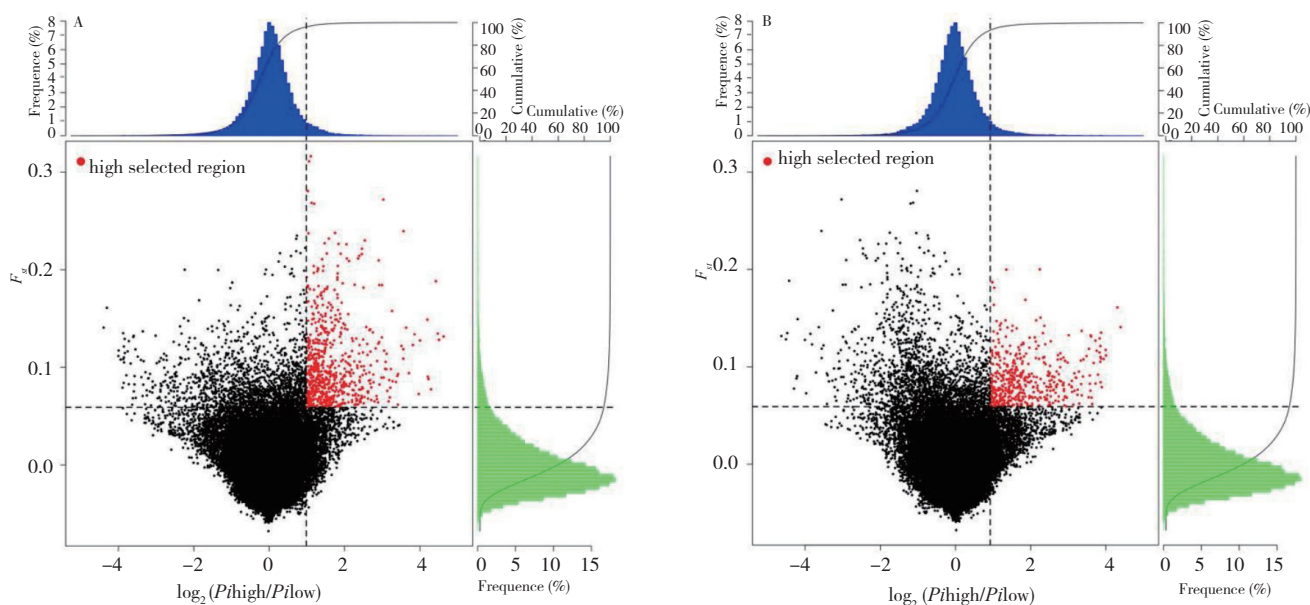 A
Frequence (%)
8
7
6
5
4
3
2
1
0
100
80
60
40
20
0
Cumulative (%)
Cumulative (%)
0 20 40 60 100
high selected region
0.3
0.2
0.1
0.0
Fst
−4 −2 0 2 4
log2 (Pihigh/Pilow)
0 5 10 15
Frequence (%)
B
Frequence (%)
8
7
6
5
4
3
2
1
0
100
80
60
40
20
0
Cumulative (%)
Cumulative (%)
0 20 40 60 100
high selected region
0.3
0.2
0.1
0.0
Fst
−4 −2 0 2 4
log2 (Pihigh/Pilow)
0 5 10 15
Frequence (%)